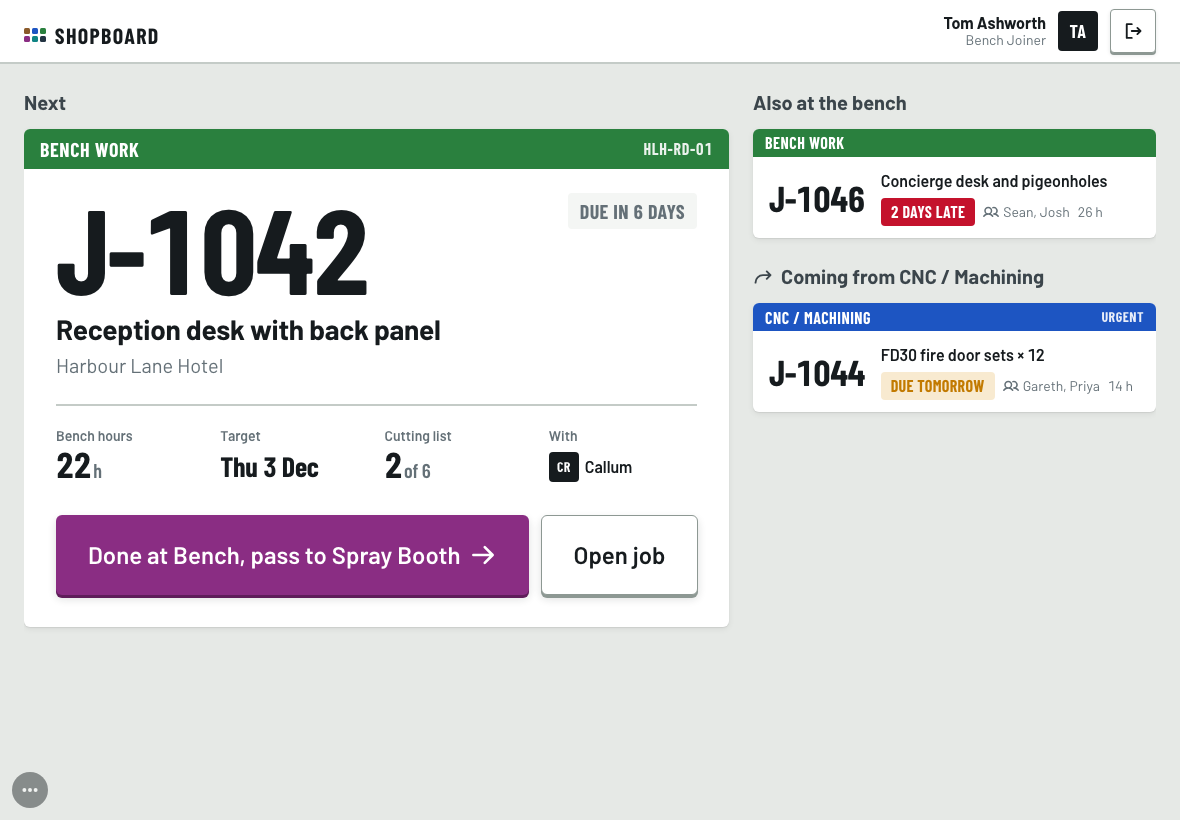 SHOPBOARD
Tom Ashworth
Bench Joiner
TA
Next
BENCH WORK HLH-RD-01
J-1042
DUE IN 6 DAYS
Reception desk with back panel
Harbour Lane Hotel
Bench hours
22 h
Target
Thu 3 Dec
Cutting list
2 of 6
With
CR Callum
Done at Bench, pass to Spray Booth →
Open job
Also at the bench
BENCH WORK
J-1046
Concierge desk and pigeonholes
2 DAYS LATE Sean, Josh 26 h
Coming from CNC / Machining
CNC / MACHINING URGENT
J-1044
FD30 fire door sets × 12
DUE TOMORROW Gareth, Priya 14 h